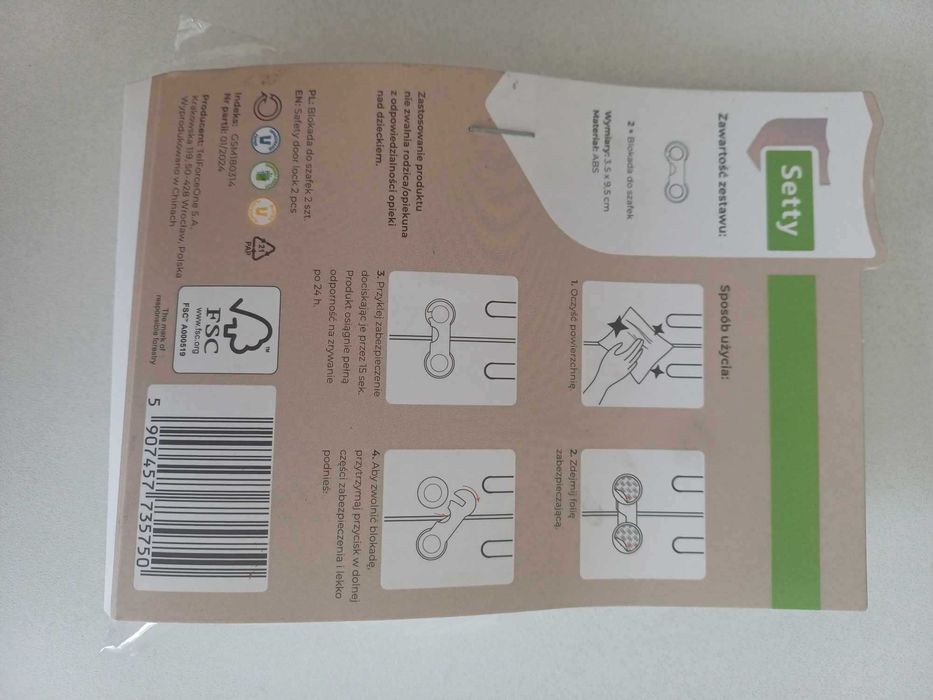 Setty
Zawartość zestawu:
2 × Blokada do szafek
Wymiary: 3.5 x 9,5 cm
Materiał: ABS
Zastosowanie produktu
nie zwalnia rodzica/opiekuna
z odpowiedzialności opieki
nad dzieckiem.
PL: Blokada do szafek 2 szt.
EN: Safety door lock 2 pcs
21
PAP
Indeks: GSM180314
Nr partii: 01/2024
Producent: TelForceOne S.A.
Krakowska 119, 50-428 Wrocław, Polska
Wyprodukowano w Chinach
Sposób użycia:
1. Oczyść powierzchnię.
2. Zdejmij folię
zabezpieczającą.
3. Przyklej zabezpieczenie
dociskając je przez 15 sek.
Produkt osiągnie pełną
odporność na zrywanie
po 24 h.
4. Aby zwolnić blokadę,
przytrzymaj przycisk w dolnej
części zabezpieczenia i lekko
podnieś.
FSC
www.fsc.org
FSC™ A000519
The mark of
responsible forestry
5 907457 735750